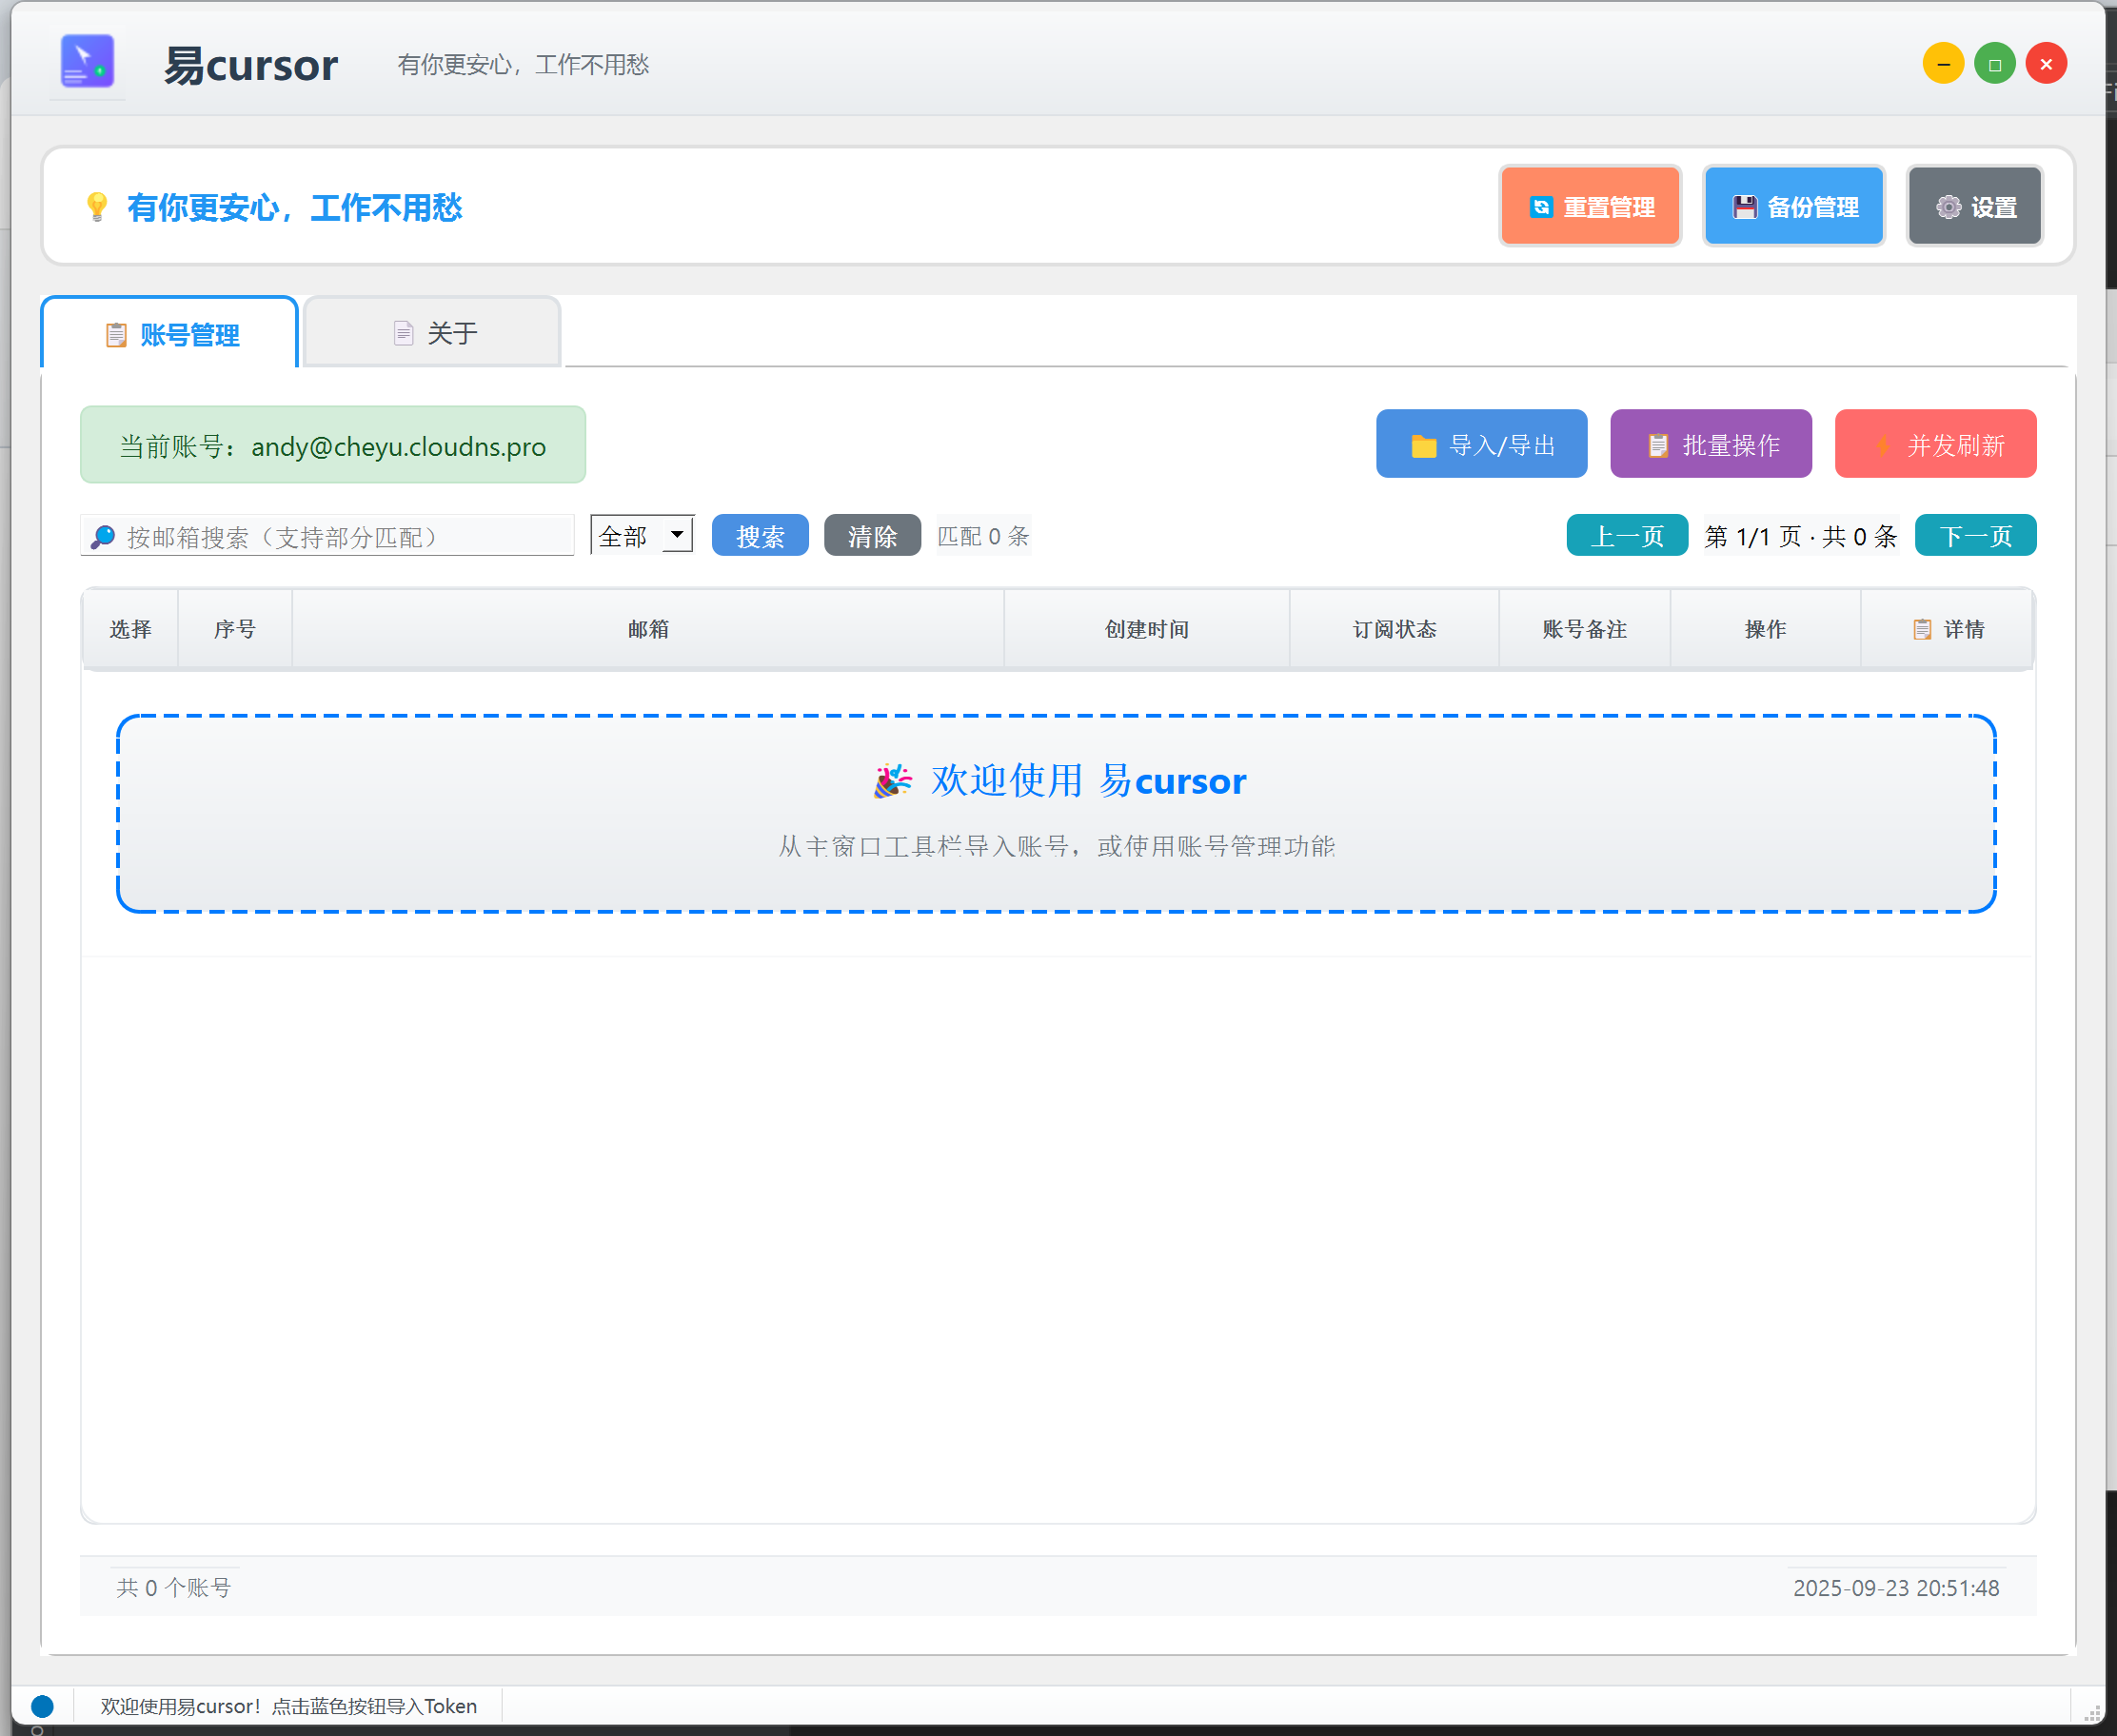 易cursor 有你更安心，工作不用愁
有你更安心，工作不用愁 重置管理 备份管理 设置
账号管理 关于
当前账号：andy@cheyu.cloudns.pro 导入/导出 批量操作 并发刷新
按邮箱搜索（支持部分匹配） 全部 搜索 清除 匹配 0 条 上一页 第 1/1 页 · 共 0 条 下一页
选择 序号 邮箱 创建时间 订阅状态 账号备注 操作 详情
欢迎使用 易cursor
从主窗口工具栏导入账号，或使用账号管理功能
共 0 个账号 2025-09-23 20:51:48
欢迎使用易cursor！点击蓝色按钮导入Token